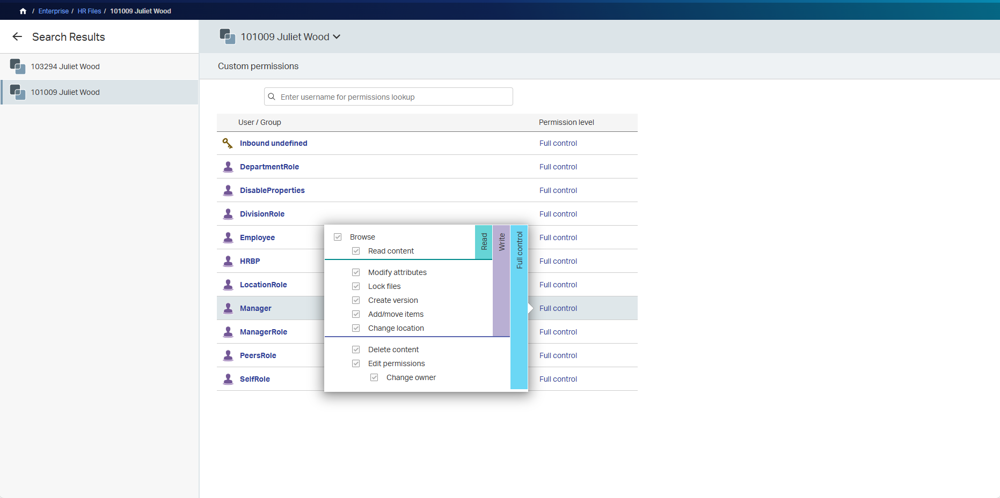 / Enterprise / HR Files / 101009 Juliet Wood
Search Results
103294 Juliet Wood
101009 Juliet Wood
101009 Juliet Wood
Custom permissions
Enter username for permissions lookup
User / Group Permission level
Inbound undefined Full control
DepartmentRole Full control
DisableProperties Full control
DivisionRole Full control
Employee Full control
HRBP Full control
LocationRole Full control
Manager Full control
ManagerRole Full control
PeersRole Full control
SelfRole Full control
Browse
Read content
Modify attributes
Lock files
Create version
Add/move items
Change location
Delete content
Edit permissions
Change owner
Read
Write
Full control